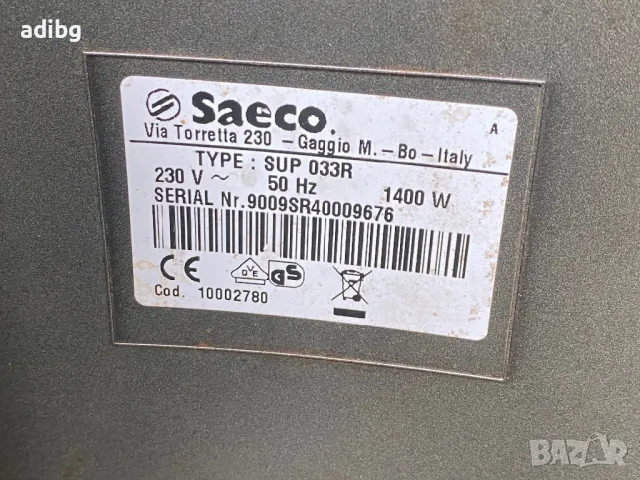 adibg
Saeco.
A
Via Torretta 230 - Gaggio M. - Bo - Italy
TYPE : SUP 033R
230 V ~ 50 Hz 1400 W
SERIAL Nr.9009SR40009676
CE DVE GS
Cod. 10002780
BAZAR